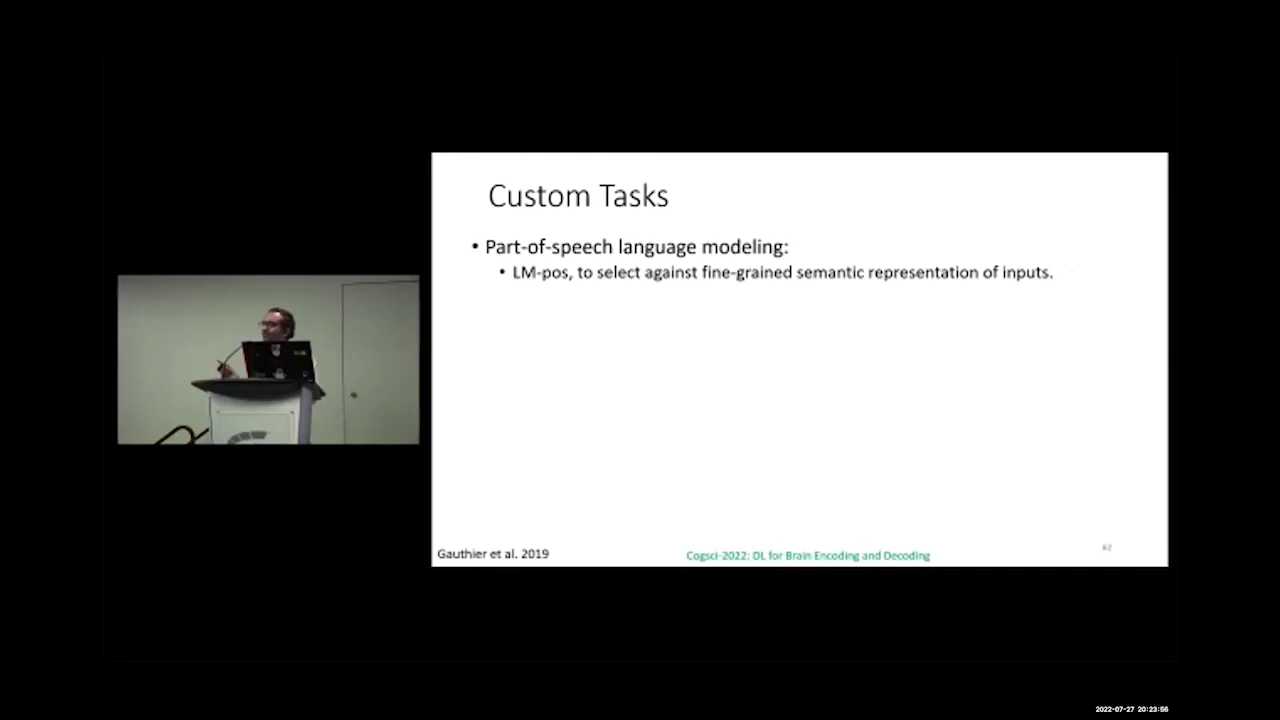 Custom Tasks
• Part-of-speech language modeling:
• LM-pos, to select against fine-grained semantic representation of inputs.
Gauthier et al. 2019
Cogsci-2022: DL for Brain Encoding and Decoding
62
2022-07-27 20:23:56